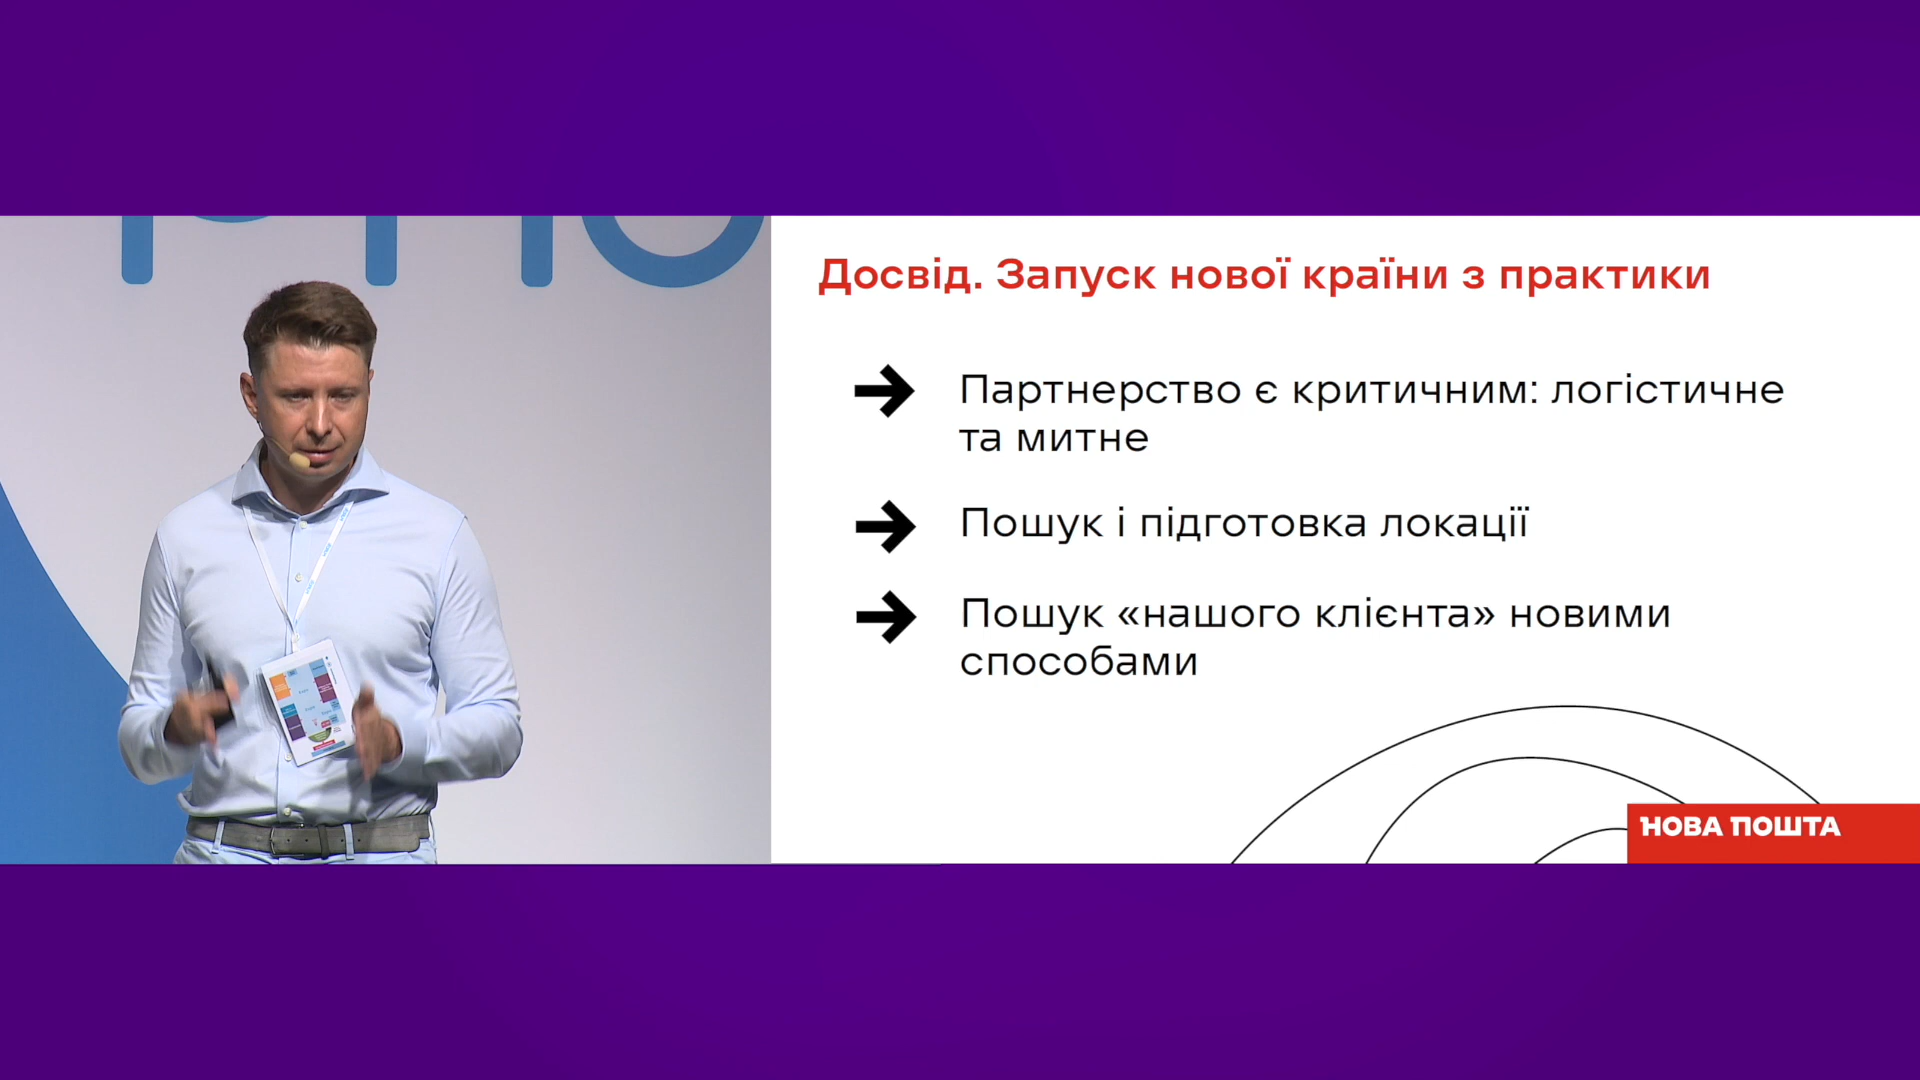 Досвід. Запуск нової країни з практики
Партнерство є критичним: логістичне
та митне
Пошук і підготовка локації
Пошук «нашого клієнта» новими
способами
НОВА ПОШТА